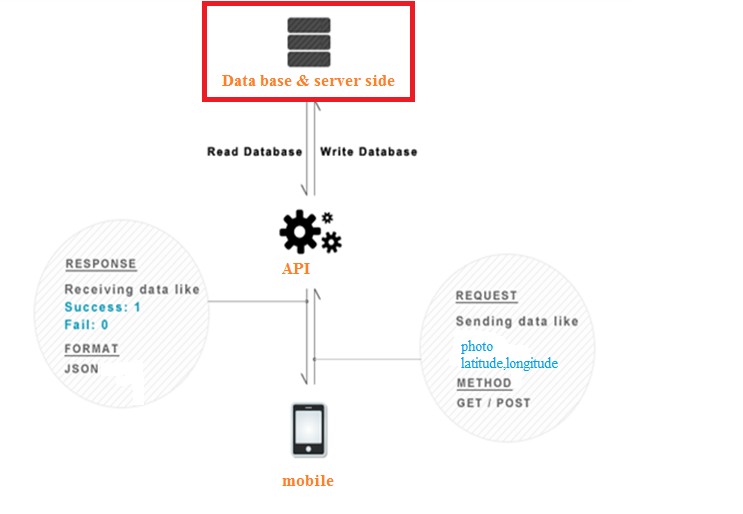 Data base & server side
Read Database
Write Database
API
RESPONSE
Receiving data like
Success: 1
Fail: 0
FORMAT
JSON
REQUEST
Sending data like
photo
latitude,longitude
METHOD
GET / POST
mobile